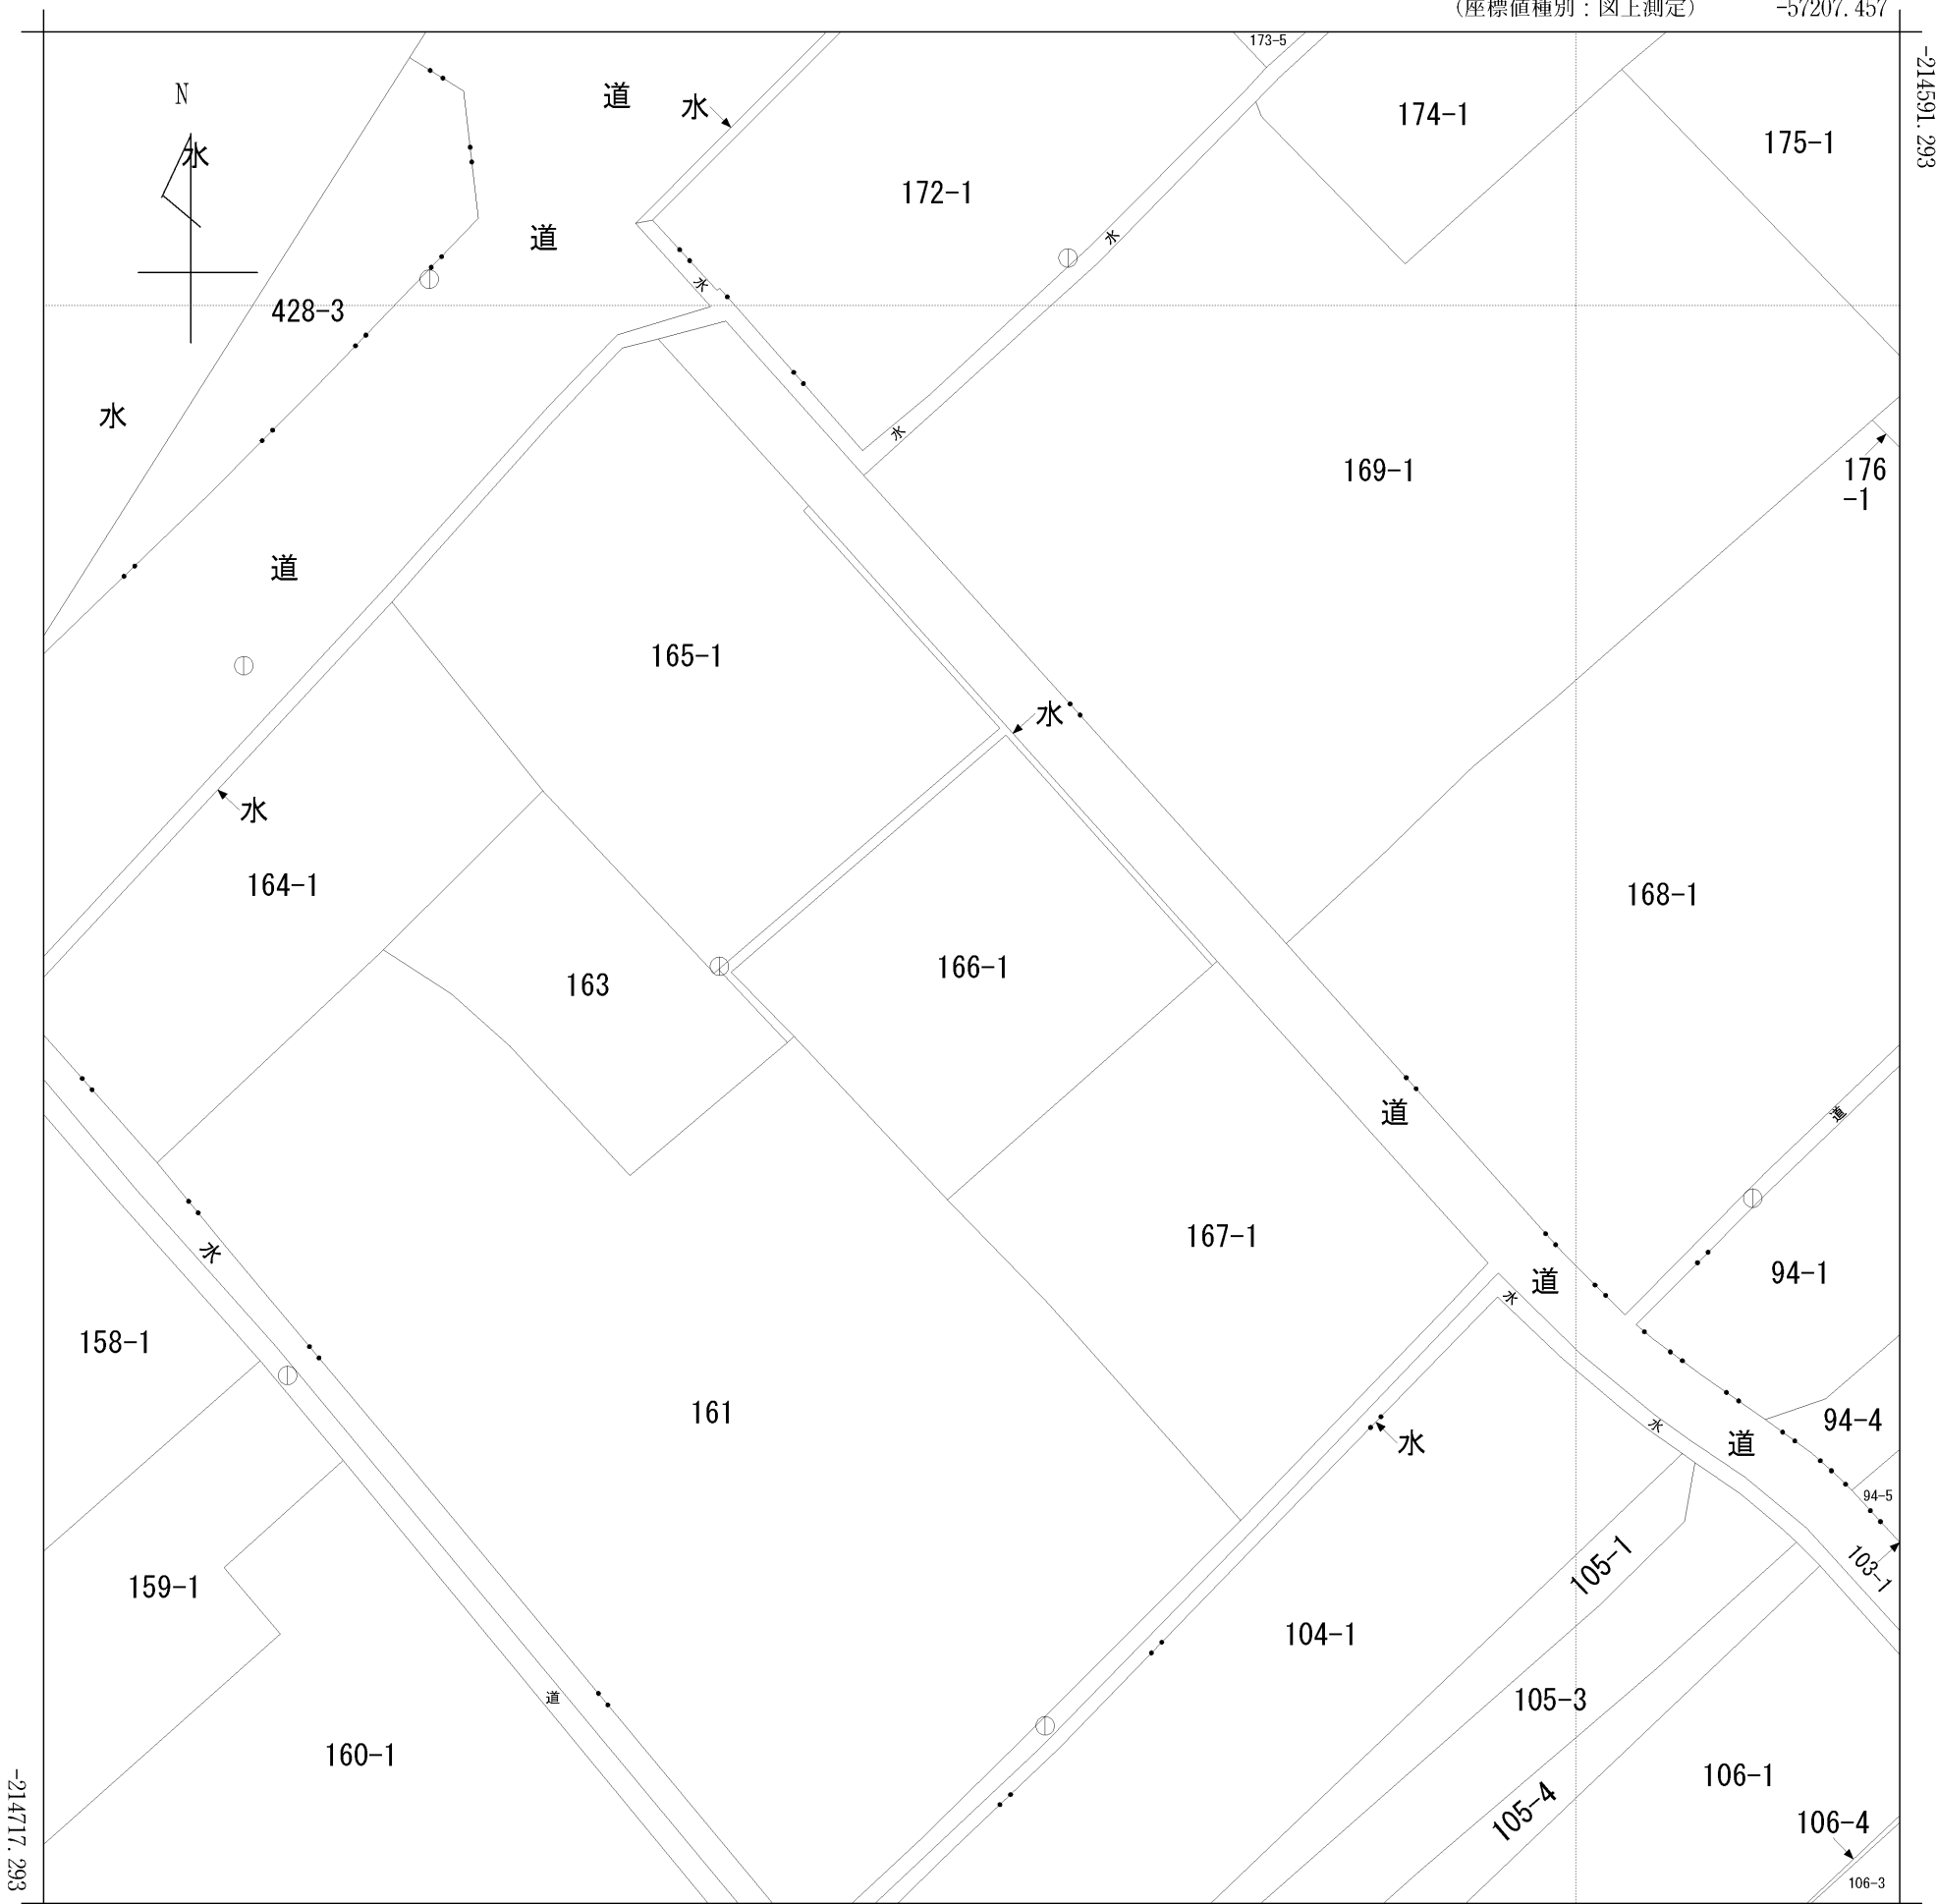 (座標値種別：図上測定)
-57207.457
-214591.293
173-5
N
水
道
水
174-1
175-1
172-1
道
水
水
428-3
水
水
169-1
176
-1
道
165-1
水
水
164-1
168-1
163
166-1
道
道
水
167-1
道
94-1
水
158-1
161
水
水
道
94-4
94-5
103-1
105-1
159-1
104-1
道
105-3
160-1
106-1
105-4
106-4
106-3
-214717.293